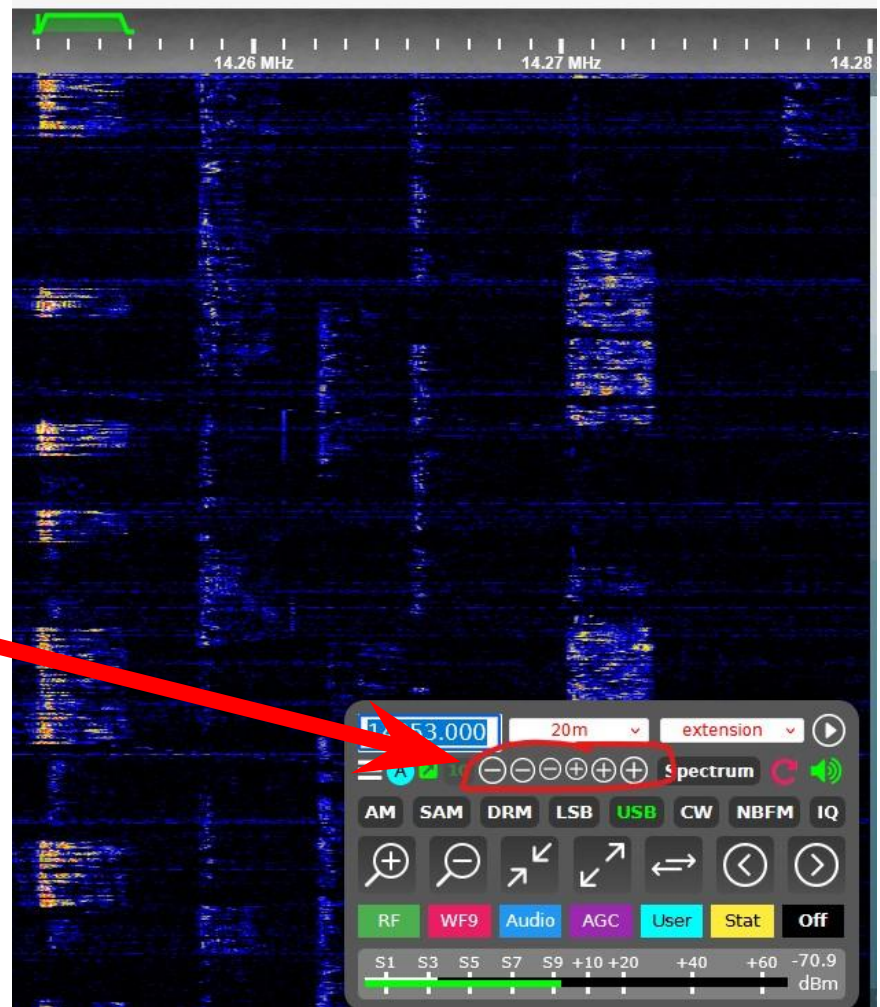 14.26 MHz 14.27 MHz 14.28
53.000 20m extension
A Spectrum
AM SAM DRM LSB USB CW NBFM IQ
RF WF9 Audio AGC User Stat Off
S1 S3 S5 S7 S9 +10 +20 +40 +60 -70.9
dBm